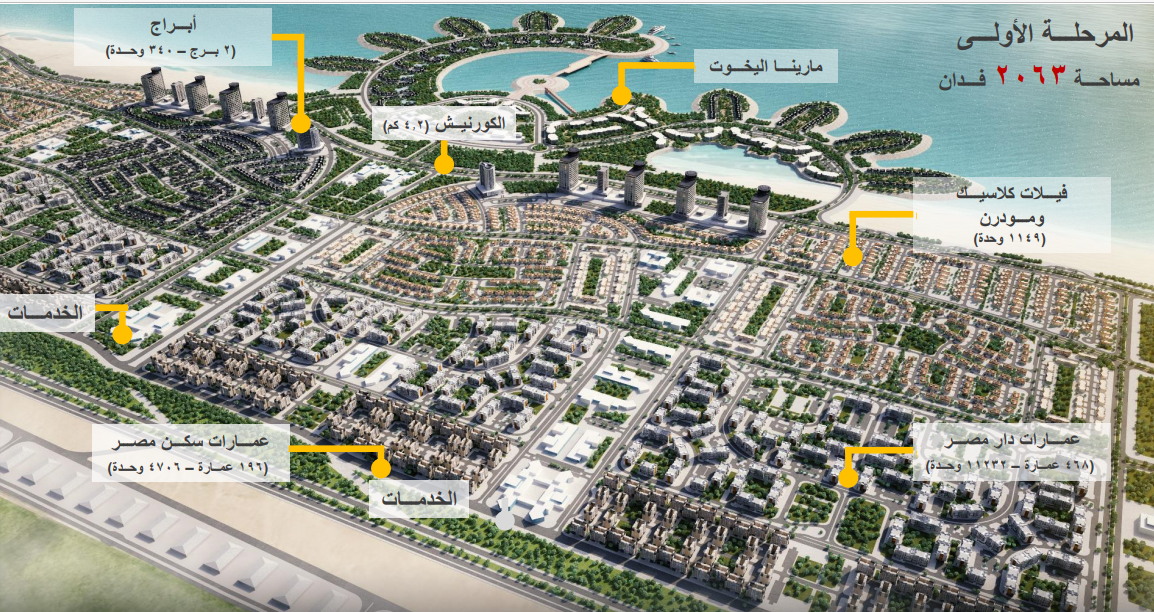 المرحلة الأولى
مساحة ٢٠٦٣ فدان
أبراج
(٢ برج – ٣٤٠ وحدة)
مارينا اليخوت
الكورنيش (٤,٢ كم)
فيلات كلاسيك
ومودرن
(١١٤٩ وحدة)
الخدمات
عمارات سكن مصر
(١٩٦ عمارة – ٤٧٠٦ وحدة)
عمارات دار مصر
(٤٦٨ عمارة – ١١٢٣٢ وحدة)
الخدمات